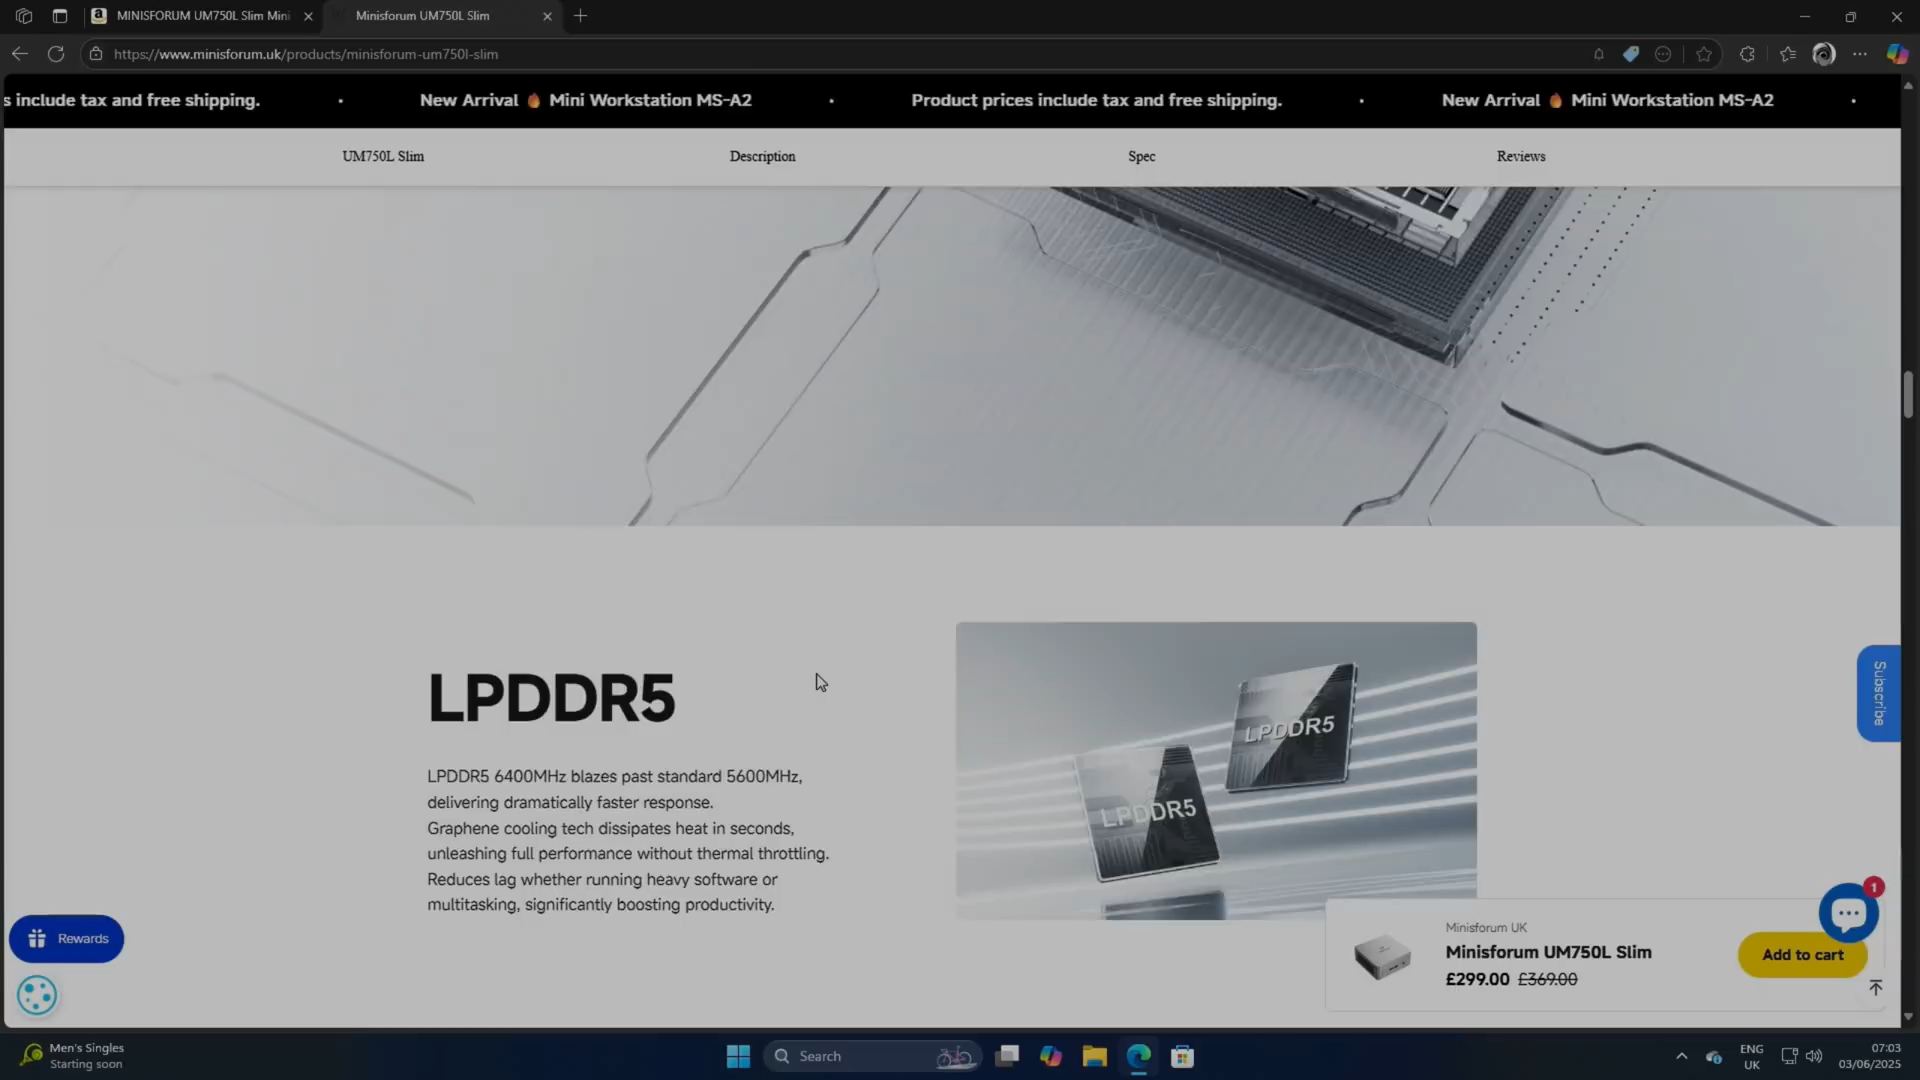 MINISFORUM UM750L Slim Mini
Minisforum UM750L Slim
https://www.minisforum.uk/products/minisforum-um750l-slim
s include tax and free shipping. • New Arrival 🔥 Mini Workstation MS-A2 • Product prices include tax and free shipping. • New Arrival 🔥 Mini Workstation MS-A2 •
UM750L Slim
Description
Spec
Reviews
LPDDR5
LPDDR5 6400MHz blazes past standard 5600MHz,
delivering dramatically faster response.
Graphene cooling tech dissipates heat in seconds,
unleashing full performance without thermal throttling.
Reduces lag whether running heavy software or
multitasking, significantly boosting productivity.
LPDDR5
LPDDR5
Subscribe
Rewards
1
Minisforum UK
Minisforum UM750L Slim
£299.00 £369.00
Add to cart
Men's Singles
Starting soon
Search
ENG
UK
07:03
03/06/2025